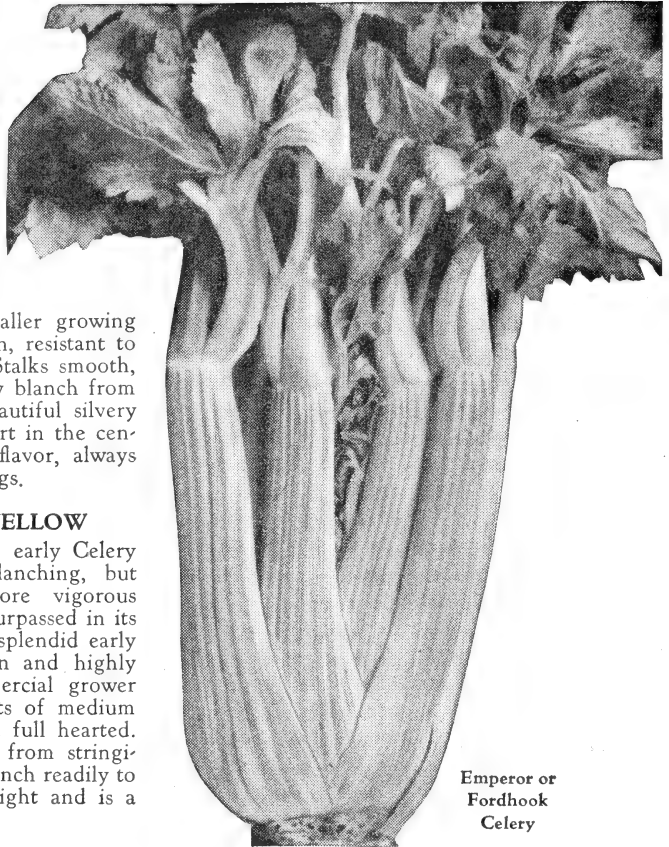 aller growing
n, resistant to
Stalks smooth,
y blanch from
autiful silvery
rt in the cen-
flavor, always
gs.
ELLOW
early Celery
lanching, but
ore vigorous
urpassed in its
splendid early
n and highly
ercial grower
ts of medium
full hearted.
from stringi-
nch readily to
ight and is a
Emperor or
Fordhook
Celery